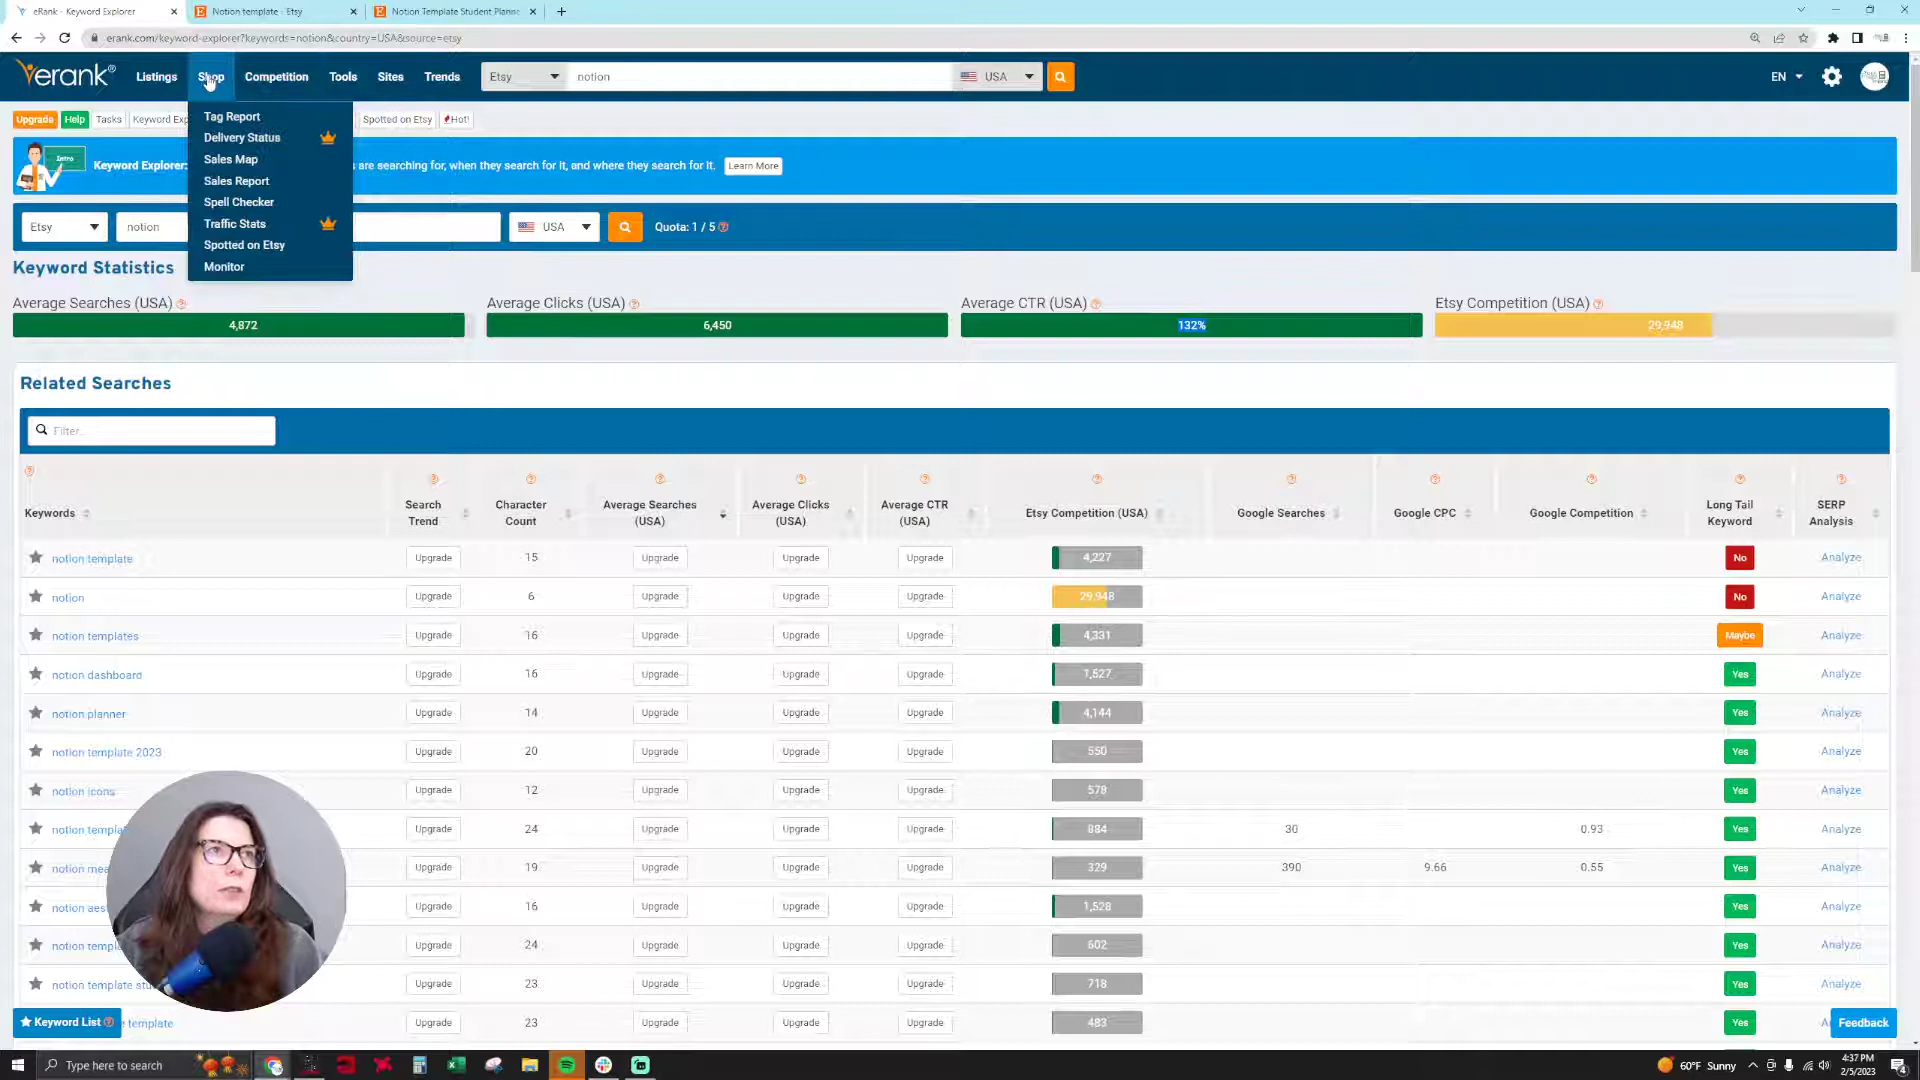 eRank - Keyword Explorer
Notion template - Etsy
Notion Template Student Planne
erank.com/keyword-explorer?keywords=notion&country=USA&source=etsy
erank Listings Shop Competition Tools Sites Trends Etsy notion USA EN
Upgrade Help Tasks Keyword Exp Spotted on Etsy Hot!
Tag Report
Delivery Status
Sales Map
Sales Report
Spell Checker
Traffic Stats
Spotted on Etsy
Monitor
Intro
Keyword Explorer: are searching for, when they search for it, and where they search for it. Learn More
Etsy notion USA Quota: 1 / 5
Keyword Statistics
Average Searches (USA) Average Clicks (USA) Average CTR (USA) Etsy Competition (USA)
4,872 6,450 132% 29,948
Related Searches
Filter...
Keywords Search Trend Character Count Average Searches (USA) Average Clicks (USA) Average CTR (USA) Etsy Competition (USA) Google Searches Google CPC Google Competition Long Tail Keyword SERP Analysis
notion template Upgrade 15 Upgrade Upgrade Upgrade 4,227 No Analyze
notion Upgrade 6 Upgrade Upgrade Upgrade 29,948 No Analyze
notion templates Upgrade 16 Upgrade Upgrade Upgrade 4,331 Maybe Analyze
notion dashboard Upgrade 16 Upgrade Upgrade Upgrade 1,527 Yes Analyze
notion planner Upgrade 14 Upgrade Upgrade Upgrade 4,144 Yes Analyze
notion template 2023 Upgrade 20 Upgrade Upgrade Upgrade 550 Yes Analyze
notion icons Upgrade 12 Upgrade Upgrade Upgrade 578 Yes Analyze
notion templa Upgrade 24 Upgrade Upgrade Upgrade 884 30 0.93 Yes Analyze
notion mea Upgrade 19 Upgrade Upgrade Upgrade 329 390 9.66 0.55 Yes Analyze
notion aest Upgrade 16 Upgrade Upgrade Upgrade 1,528 Yes Analyze
notion templ Upgrade 24 Upgrade Upgrade Upgrade 602 Yes Analyze
notion template stu Upgrade 23 Upgrade Upgrade Upgrade 718 Yes Analyze
Keyword List template Upgrade 23 Upgrade Upgrade Upgrade 483 Yes Feedback
Type here to search 60°F Sunny 4:37 PM
2/5/2023